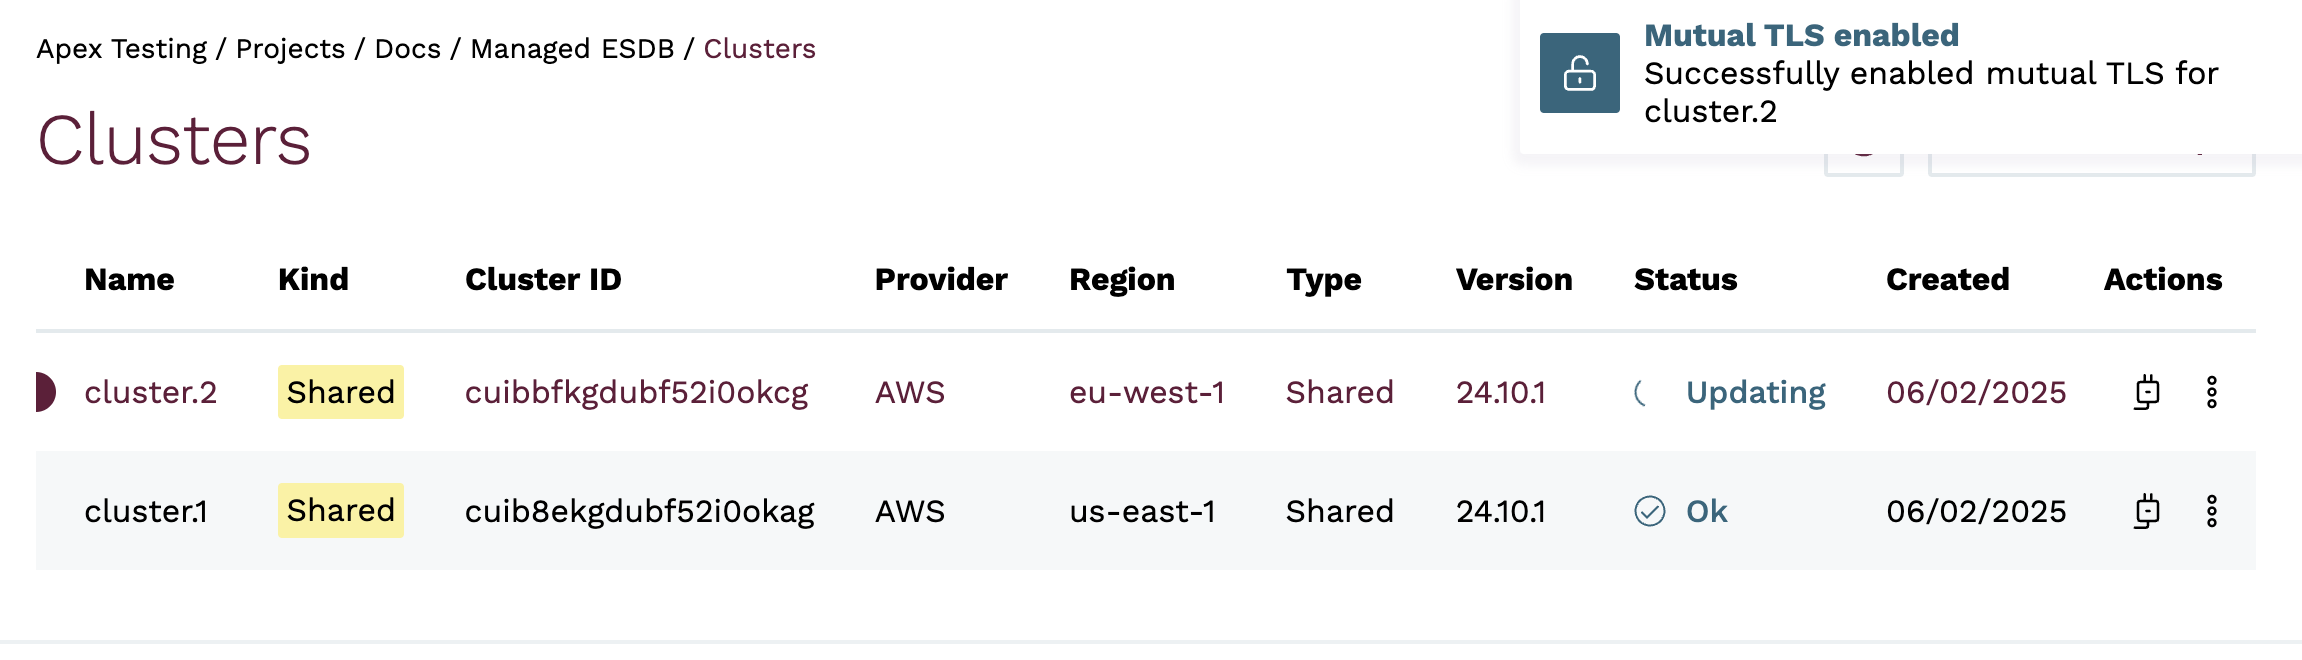 Apex Testing / Projects / Docs / Managed ESDB / Clusters
Mutual TLS enabled
Successfully enabled mutual TLS for
cluster.2
Clusters
Name Kind Cluster ID Provider Region Type Version Status Created Actions
cluster.2 Shared cuibbfkgdubf52i0okcg AWS eu-west-1 Shared 24.10.1 Updating 06/02/2025
cluster.1 Shared cuib8ekgdubf52i0okag AWS us-east-1 Shared 24.10.1 Ok 06/02/2025